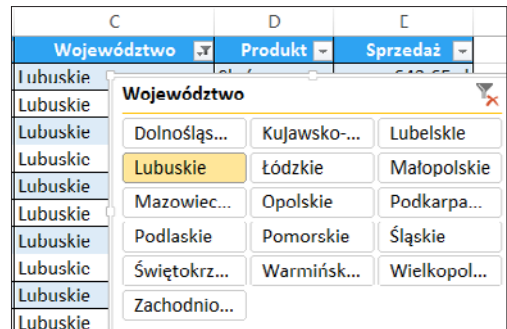 C D E
Województwo Produkt Sprzedaż
Lubuskie
Lubuskie
Lubuskie
Lubuskie
Lubuskie
Lubuskie
Lubuskie
Lubuskie
Lubuskie
Lubuskie
Województwo
Dolnośląs... Kujawsko-... Lubelskie
Lubuskie Łódzkie Małopolskie
Mazowiec... Opolskie Podkarpa...
Podlaskie Pomorskie Śląskie
Świętokrz... Warmińsk... Wielkopol...
Zachodnio...